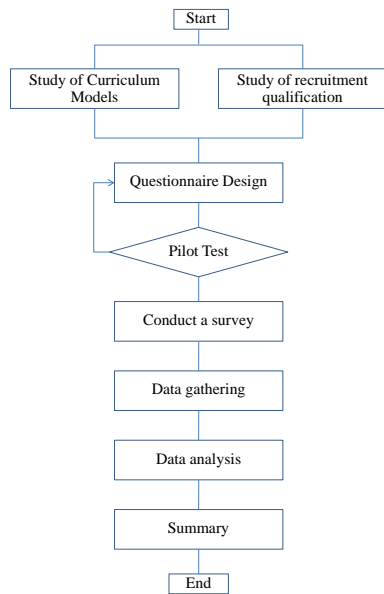 Start
Study of Curriculum
Models
Study of recruitment
qualification
Questionnaire Design
Pilot Test
Conduct a survey
Data gathering
Data analysis
Summary
End